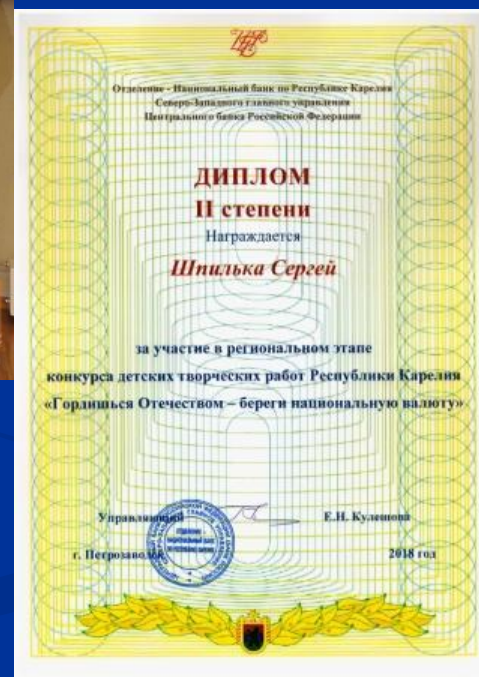 Отделение - Национальный банк по Республике Карелия
Северо-Западного главного управления
Центрального банка Российской Федерации
ДИПЛОМ
II степени
Награждается
Шпилька Сергей
за участие в региональном этапе
конкурса детских творческих работ Республики Карелия
«Гордишься Отечеством – береги национальную валюту»
Управляющий Е.Н. Кулешова
г. Петрозаводск 2018 год